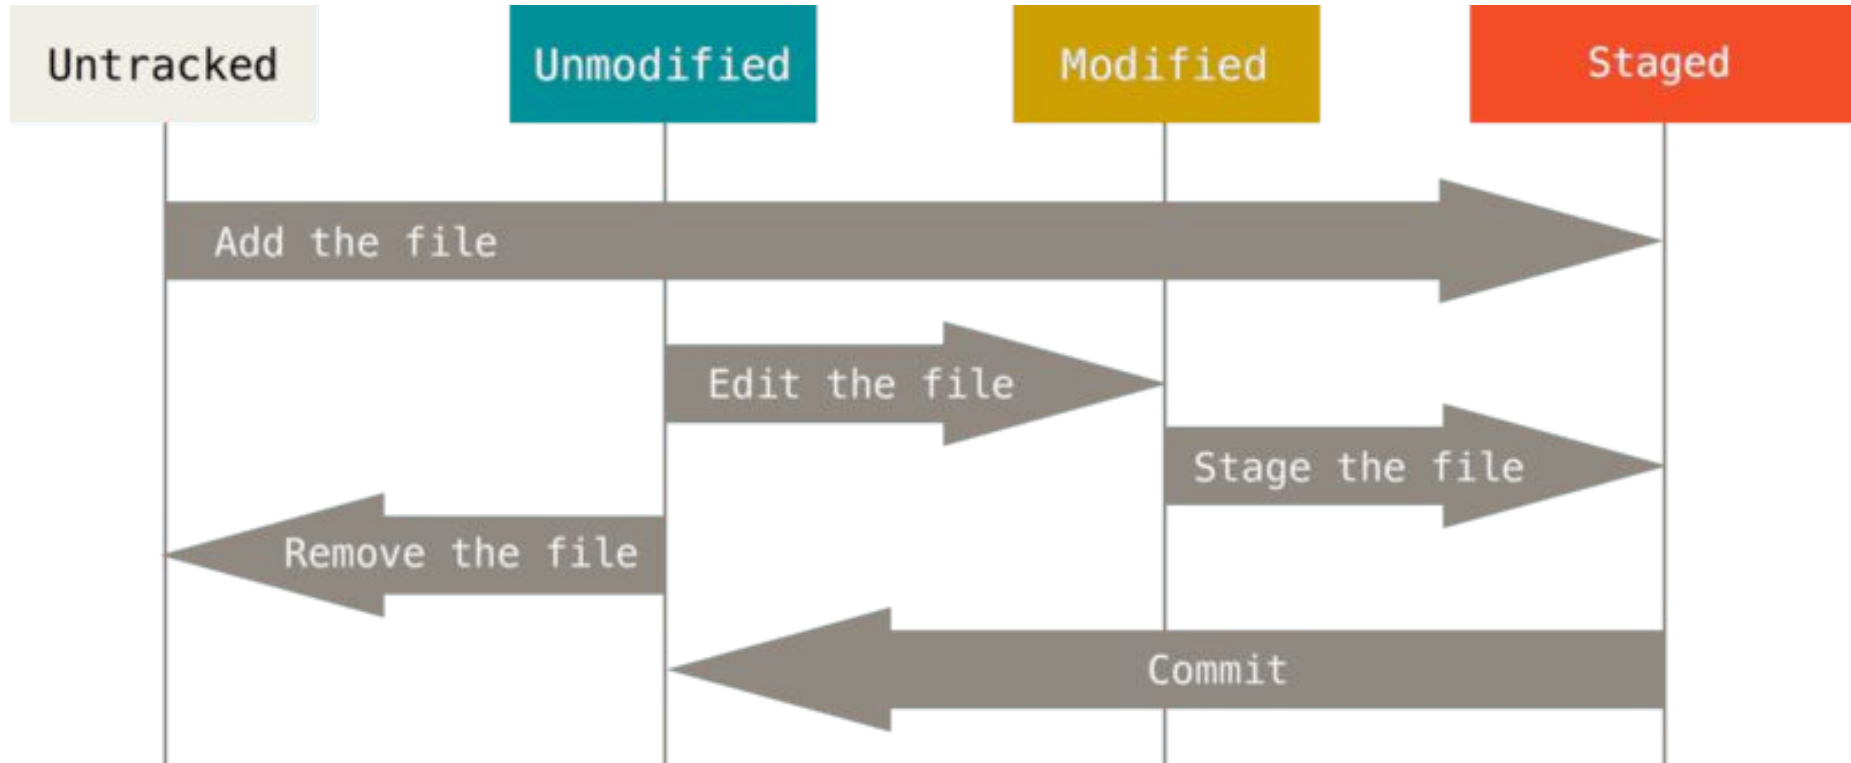 Untracked
Unmodified
Modified
Staged
Add the file
Edit the file
Stage the file
Remove the file
Commit